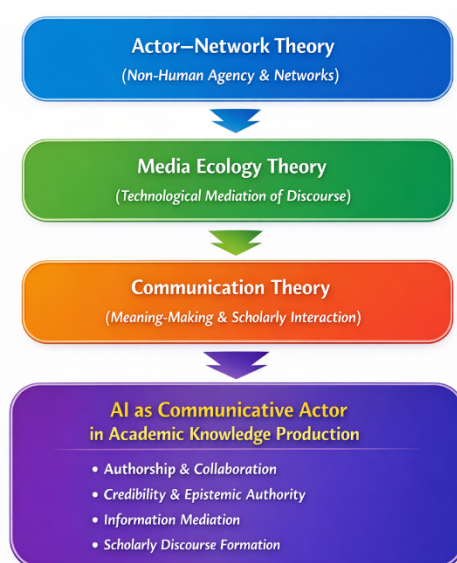 Actor—Network Theory
(Non-Human Agency & Networks)
Media Ecology Theory
(Technological Mediation of Discourse)
Communication Theory
(Meaning-Making & Scholarly Interaction)
AI as Communicative Actor
in Academic Knowledge Production
• Authorship & Collaboration
• Credibility & Epistemic Authority
• Information Mediation
• Scholarly Discourse Formation